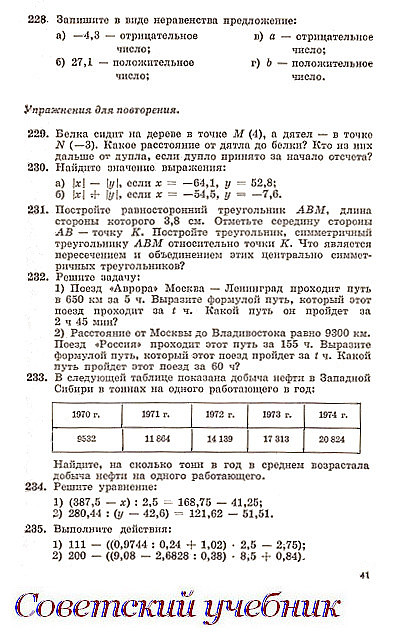 228. Запишите в виде неравенства предложение:
а) —4,3 — отрицательное число;
в) a — отрицательное число;
б) 27,1 — положительное число;
г) b — положительное число.
Упражнения для повторения.
229. Белка сидит на дереве в точке M (4), а дятел — в точке
N (—3). Какое расстояние от дятла до белки? Кто из них
дальше от дупла, если дупло принято за начало отсчета?
230. Найдите значение выражения:
а) |x| — |y|, если x = —64,1, y = 52,8;
б) |x| + |y|, если x = —54,5, y = —7,6.
231. Постройте равносторонний треугольник ABM, длина
стороны которого 3,8 см. Отметьте середину стороны
AB — точку K. Постройте треугольник, симметричный
треугольнику ABM относительно точки K. Что является
пересечением и объединением этих центрально симмет-
ричных треугольников?
232. Решите задачу:
1) Поезд «Аврора» Москва — Ленинград проходит путь
в 650 км за 5 ч. Выразите формулой путь, который этот
поезд проходит за t ч. Какой путь он пройдет за
2 ч 45 мин?
2) Расстояние от Москвы до Владивостока равно 9300 км.
Поезд «Россия» проходит этот путь за 155 ч. Выразите
формулой путь, который этот поезд пройдет за t ч. Какой
путь пройдет этот поезд за 60 ч?
233. В следующей таблице показана добыча нефти в Западной
Сибири в тоннах на одного работающего в год:
1970 г. 1971 г. 1972 г. 1973 г. 1974 г.
9532 11 864 14 139 17 313 20 824
Найдите, на сколько тонн в год в среднем возрастала
добыча нефти на одного работающего.
234. Решите уравнение:
1) (387,5 — x) : 2,5 = 168,75 — 41,25;
2) 280,44 : (y — 42,6) = 121,62 — 51,51.
235. Выполните действия:
1) 111 — ((0,9744 : 0,24 + 1,02) · 2,5 — 2,75);
2) 200 — ((9,08 — 2,6828 : 0,38) · 8,5 + 0,84).
41
Советский учебник